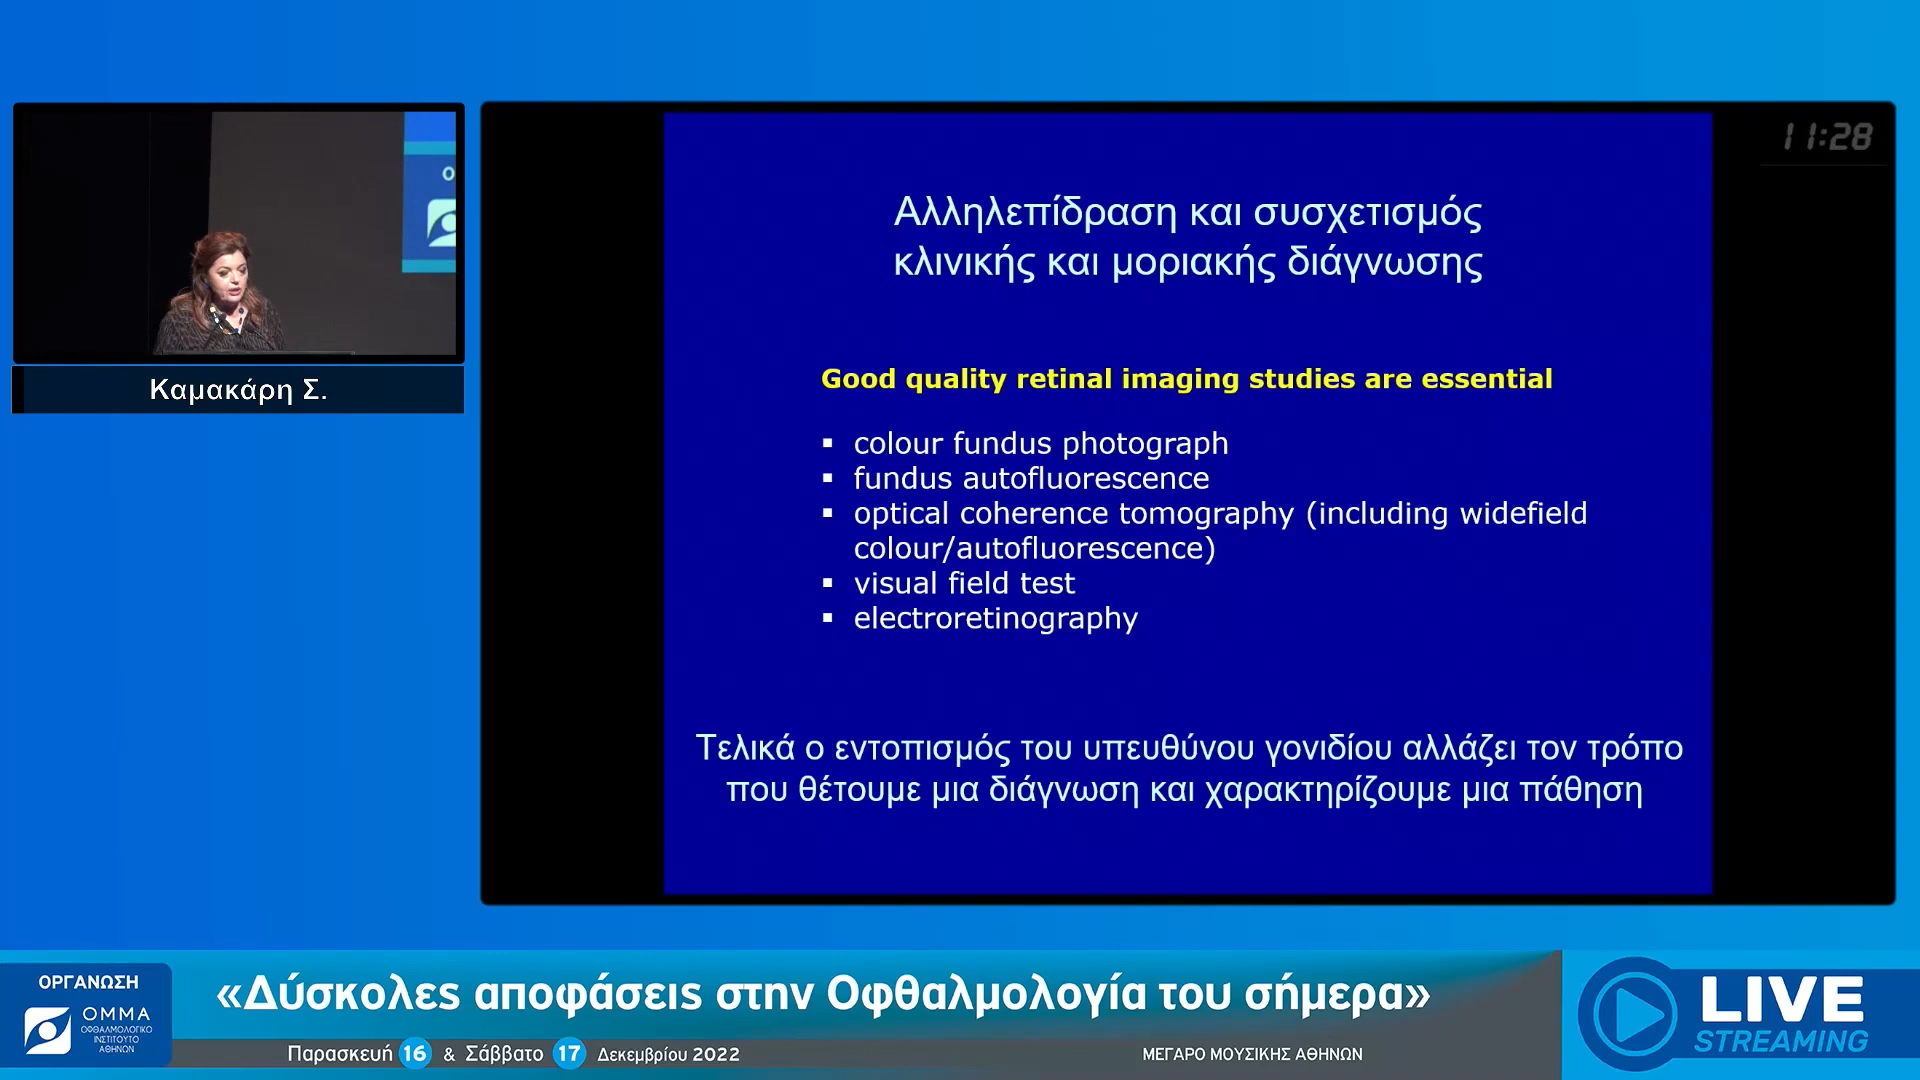 11:28
Ο
Καμακάρη Σ.
Αλληλεπίδραση και συσχετισμός
κλινικής και μοριακής διάγνωσης
Good quality retinal imaging studies are essential
▪ colour fundus photograph
▪ fundus autofluorescence
▪ optical coherence tomography (including widefield
colour/autofluorescence)
▪ visual field test
▪ electroretinography
Τελικά ο εντοπισμός του υπευθύνου γονιδίου αλλάζει τον τρόπο
που θέτουμε μια διάγνωση και χαρακτηρίζουμε μια πάθηση
ΟΡΓΑΝΩΣΗ
ΟΜΜΑ
ΟΦΘΑΛΜΟΛΟΓΙΚΟ
ΙΝΣΤΙΤΟΥΤΟ
ΑΘΗΝΩΝ
«Δύσκολες αποφάσεις στην Οφθαλμολογία του σήμερα»
Παρασκευή 16 & Σάββατο 17 Δεκεμβρίου 2022
ΜΕΓΑΡΟ ΜΟΥΣΙΚΗΣ ΑΘΗΝΩΝ
LIVE
STREAMING